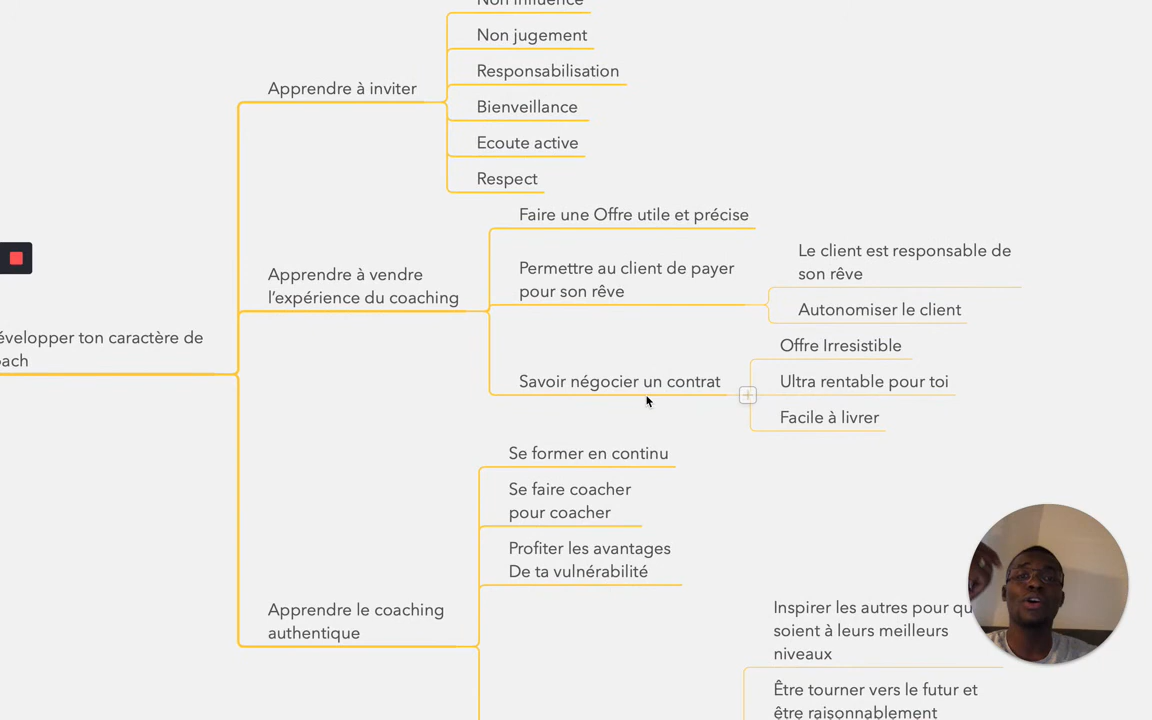 Non influence
Non jugement
Apprendre à inviter
Responsabilisation
Bienveillance
Ecoute active
Respect
Faire une Offre utile et précise
Apprendre à vendre
l’expérience du coaching
Permettre au client de payer
pour son rêve
Le client est responsable de
son rêve
Autonomiser le client
Savoir négocier un contrat
Offre Irresistible
Ultra rentable pour toi
Facile à livrer
évelopper ton caractère de
oach
Se former en continu
Se faire coacher
pour coacher
Profiter les avantages
De ta vulnérabilité
Apprendre le coaching
authentique
Inspirer les autres pour qu
soient à leurs meilleurs
niveaux
Être tourner vers le futur et
être raisonnablement